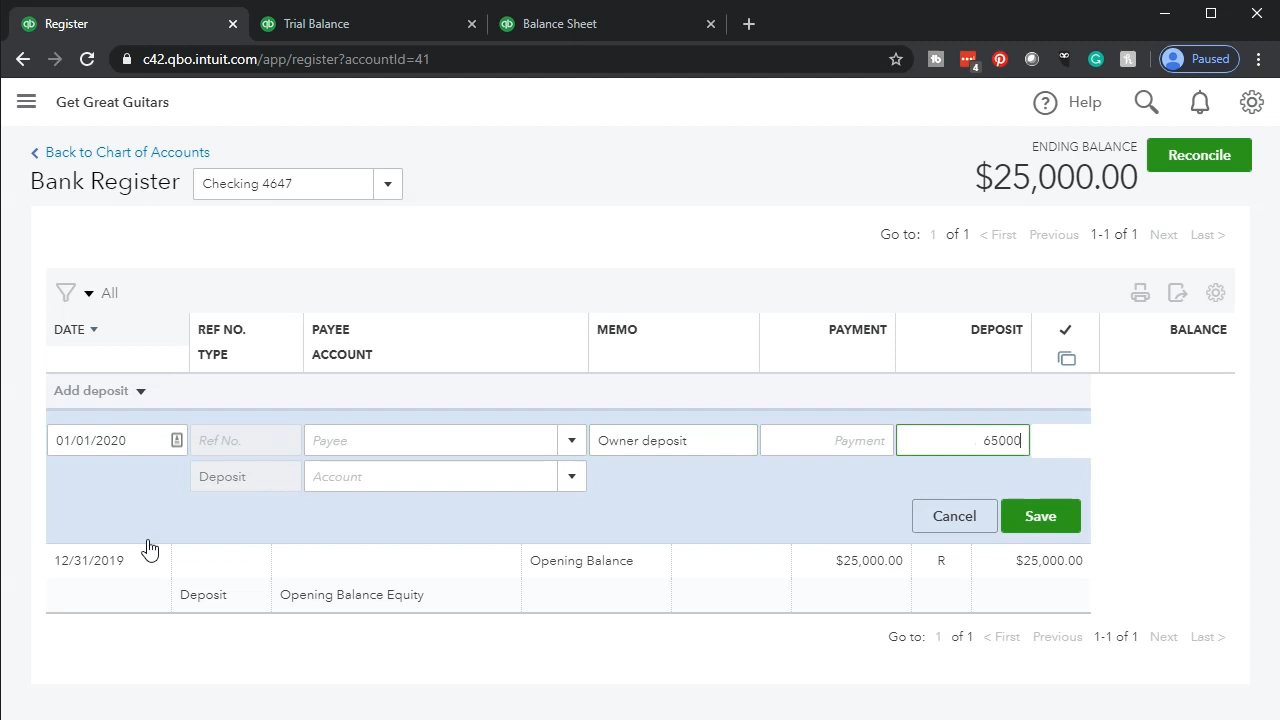 Register
Trial Balance
Balance Sheet
c42.qbo.intuit.com/app/register?accountId=41
4
Paused
Get Great Guitars
Help
Back to Chart of Accounts
Bank Register
Checking 4647
ENDING BALANCE
$25,000.00
Reconcile
Go to: 1 of 1 < First Previous 1-1 of 1 Next Last >
All
DATE REF NO. PAYEE MEMO PAYMENT DEPOSIT ✓ BALANCE
TYPE ACCOUNT
Add deposit
01/01/2020 Ref No. Payee Owner deposit Payment 65000
Deposit Account
Cancel Save
12/31/2019 Opening Balance $25,000.00 R $25,000.00
Deposit Opening Balance Equity
Go to: 1 of 1 < First Previous 1-1 of 1 Next Last >